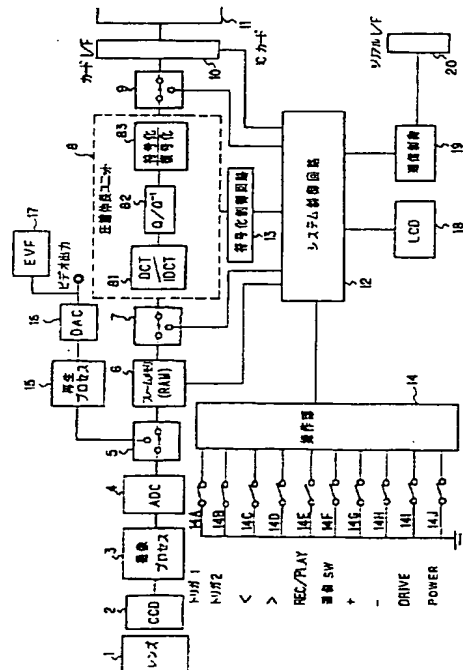 1
レンズ
2
CCD
3
撮像
プロセス
4
ADC
5
6
フレームメモリ
(RAM)
7
8
圧縮伸長ユニット
81
DCT
IDCT
82
Q/Q⁻¹
83
符号化
復号化
9
カード I/F
10
ICカード
11
15
再生
プロセス
16
DAC
ビデオ出力
17
EVF
13
符号化制御回路
12
システム制御回路
18
LCD
19
通信制御
シリアル I/F
20
14
操作部
トリガ 1
14A
トリガ2
14B
<
14C
>
14D
REC/PLAY
14E
通信 SW
14F
+
14G
-
14H
DRIVE
14I
POWER
14J